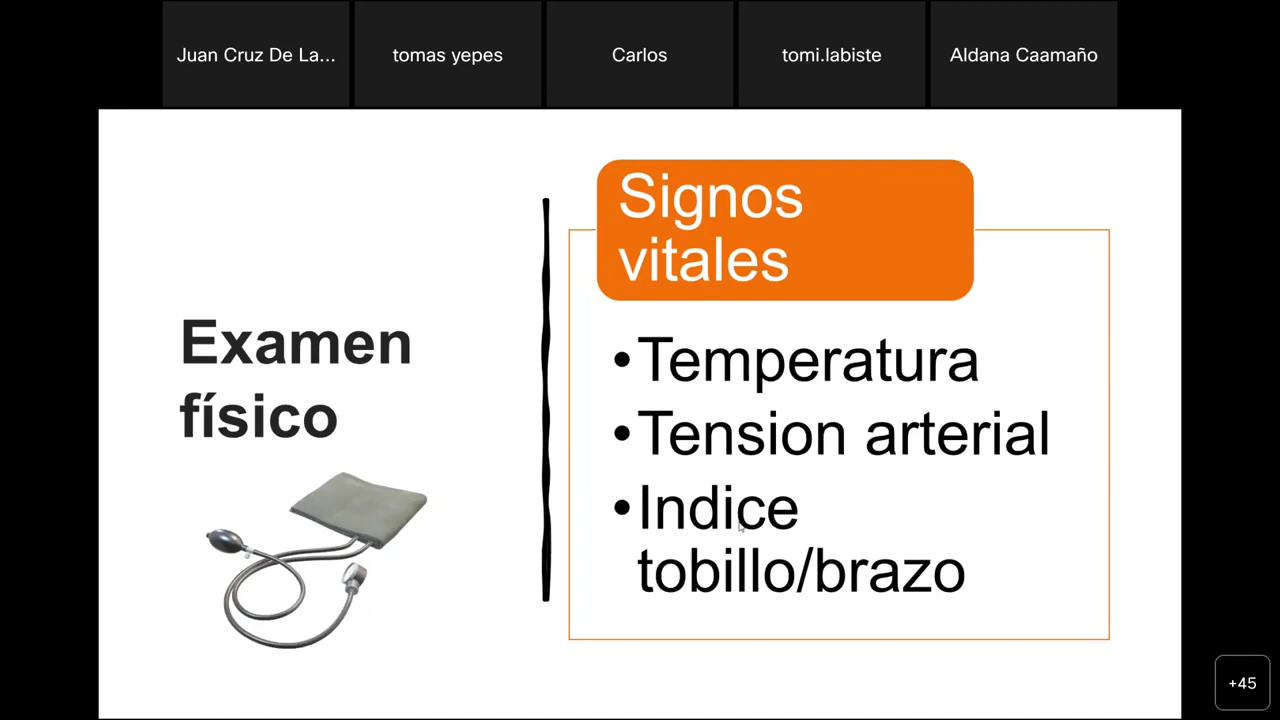 Juan Cruz De La...
tomas yepes
Carlos
tomi.labiste
Aldana Caamaño
Examen
físico
Signos
vitales
•Temperatura
•Tension arterial
•Indice
tobillo/brazo
+45